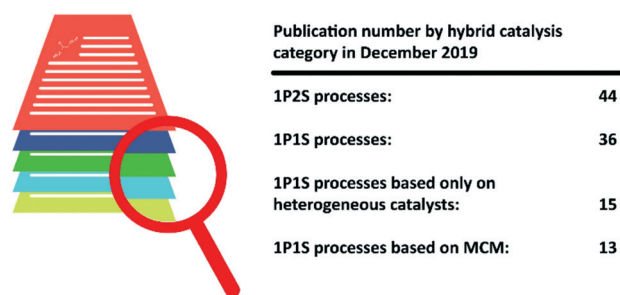 Publication number by hybrid catalysis
category in December 2019
1P2S processes: 44
1P1S processes: 36
1P1S processes based only on
heterogeneous catalysts: 15
1P1S processes based on MCM: 13